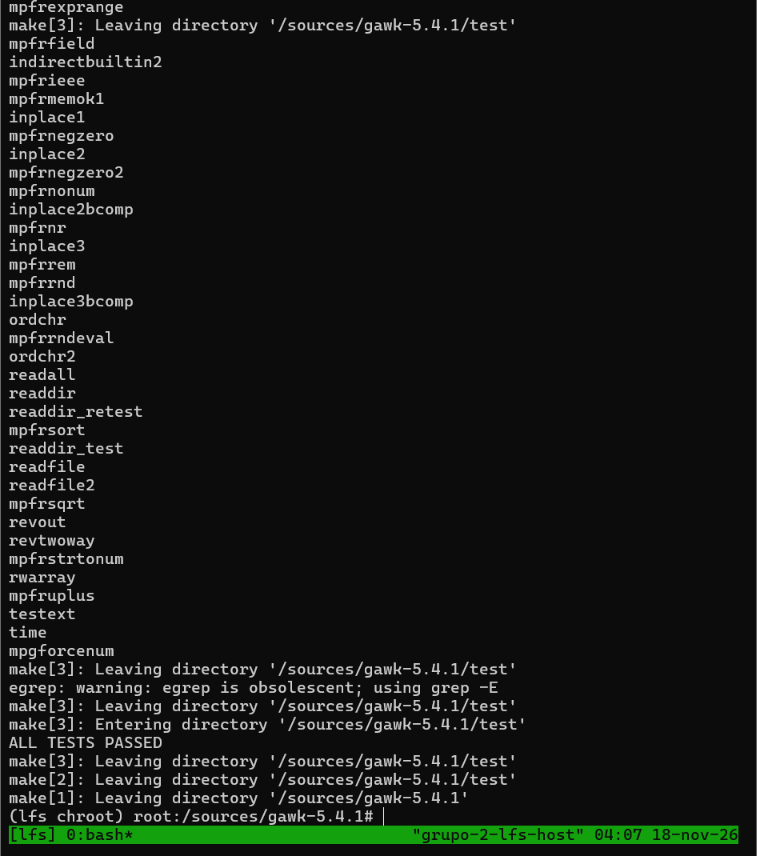 mpfrexprange
make[3]: Leaving directory '/sources/gawk-5.4.1/test'
mpfrfield
indirectbuiltin2
mpfrieee
mpfrmemok1
inplace1
mpfrnegzero
inplace2
mpfrnegzero2
mpfrnonum
inplace2bcomp
mpfrnr
inplace3
mpfrrem
mpfrrnd
inplace3bcomp
ordchr
mpfrrndeval
ordchr2
readall
readdir
readdir_retest
mpfrsort
readdir_test
readfile
readfile2
mpfrsqrt
revout
revtwoway
mpfrstrtonum
rwarray
mpfruplus
testext
time
mpgforcenum
make[3]: Leaving directory '/sources/gawk-5.4.1/test'
egrep: warning: egrep is obsolescent; using grep -E
make[3]: Leaving directory '/sources/gawk-5.4.1/test'
make[3]: Entering directory '/sources/gawk-5.4.1/test'
ALL TESTS PASSED
make[3]: Leaving directory '/sources/gawk-5.4.1/test'
make[2]: Leaving directory '/sources/gawk-5.4.1/test'
make[1]: Leaving directory '/sources/gawk-5.4.1'
(lfs chroot) root:/sources/gawk-5.4.1#
[lfs] 0:bash* "grupo-2-lfs-host" 04:07 18-nov-26